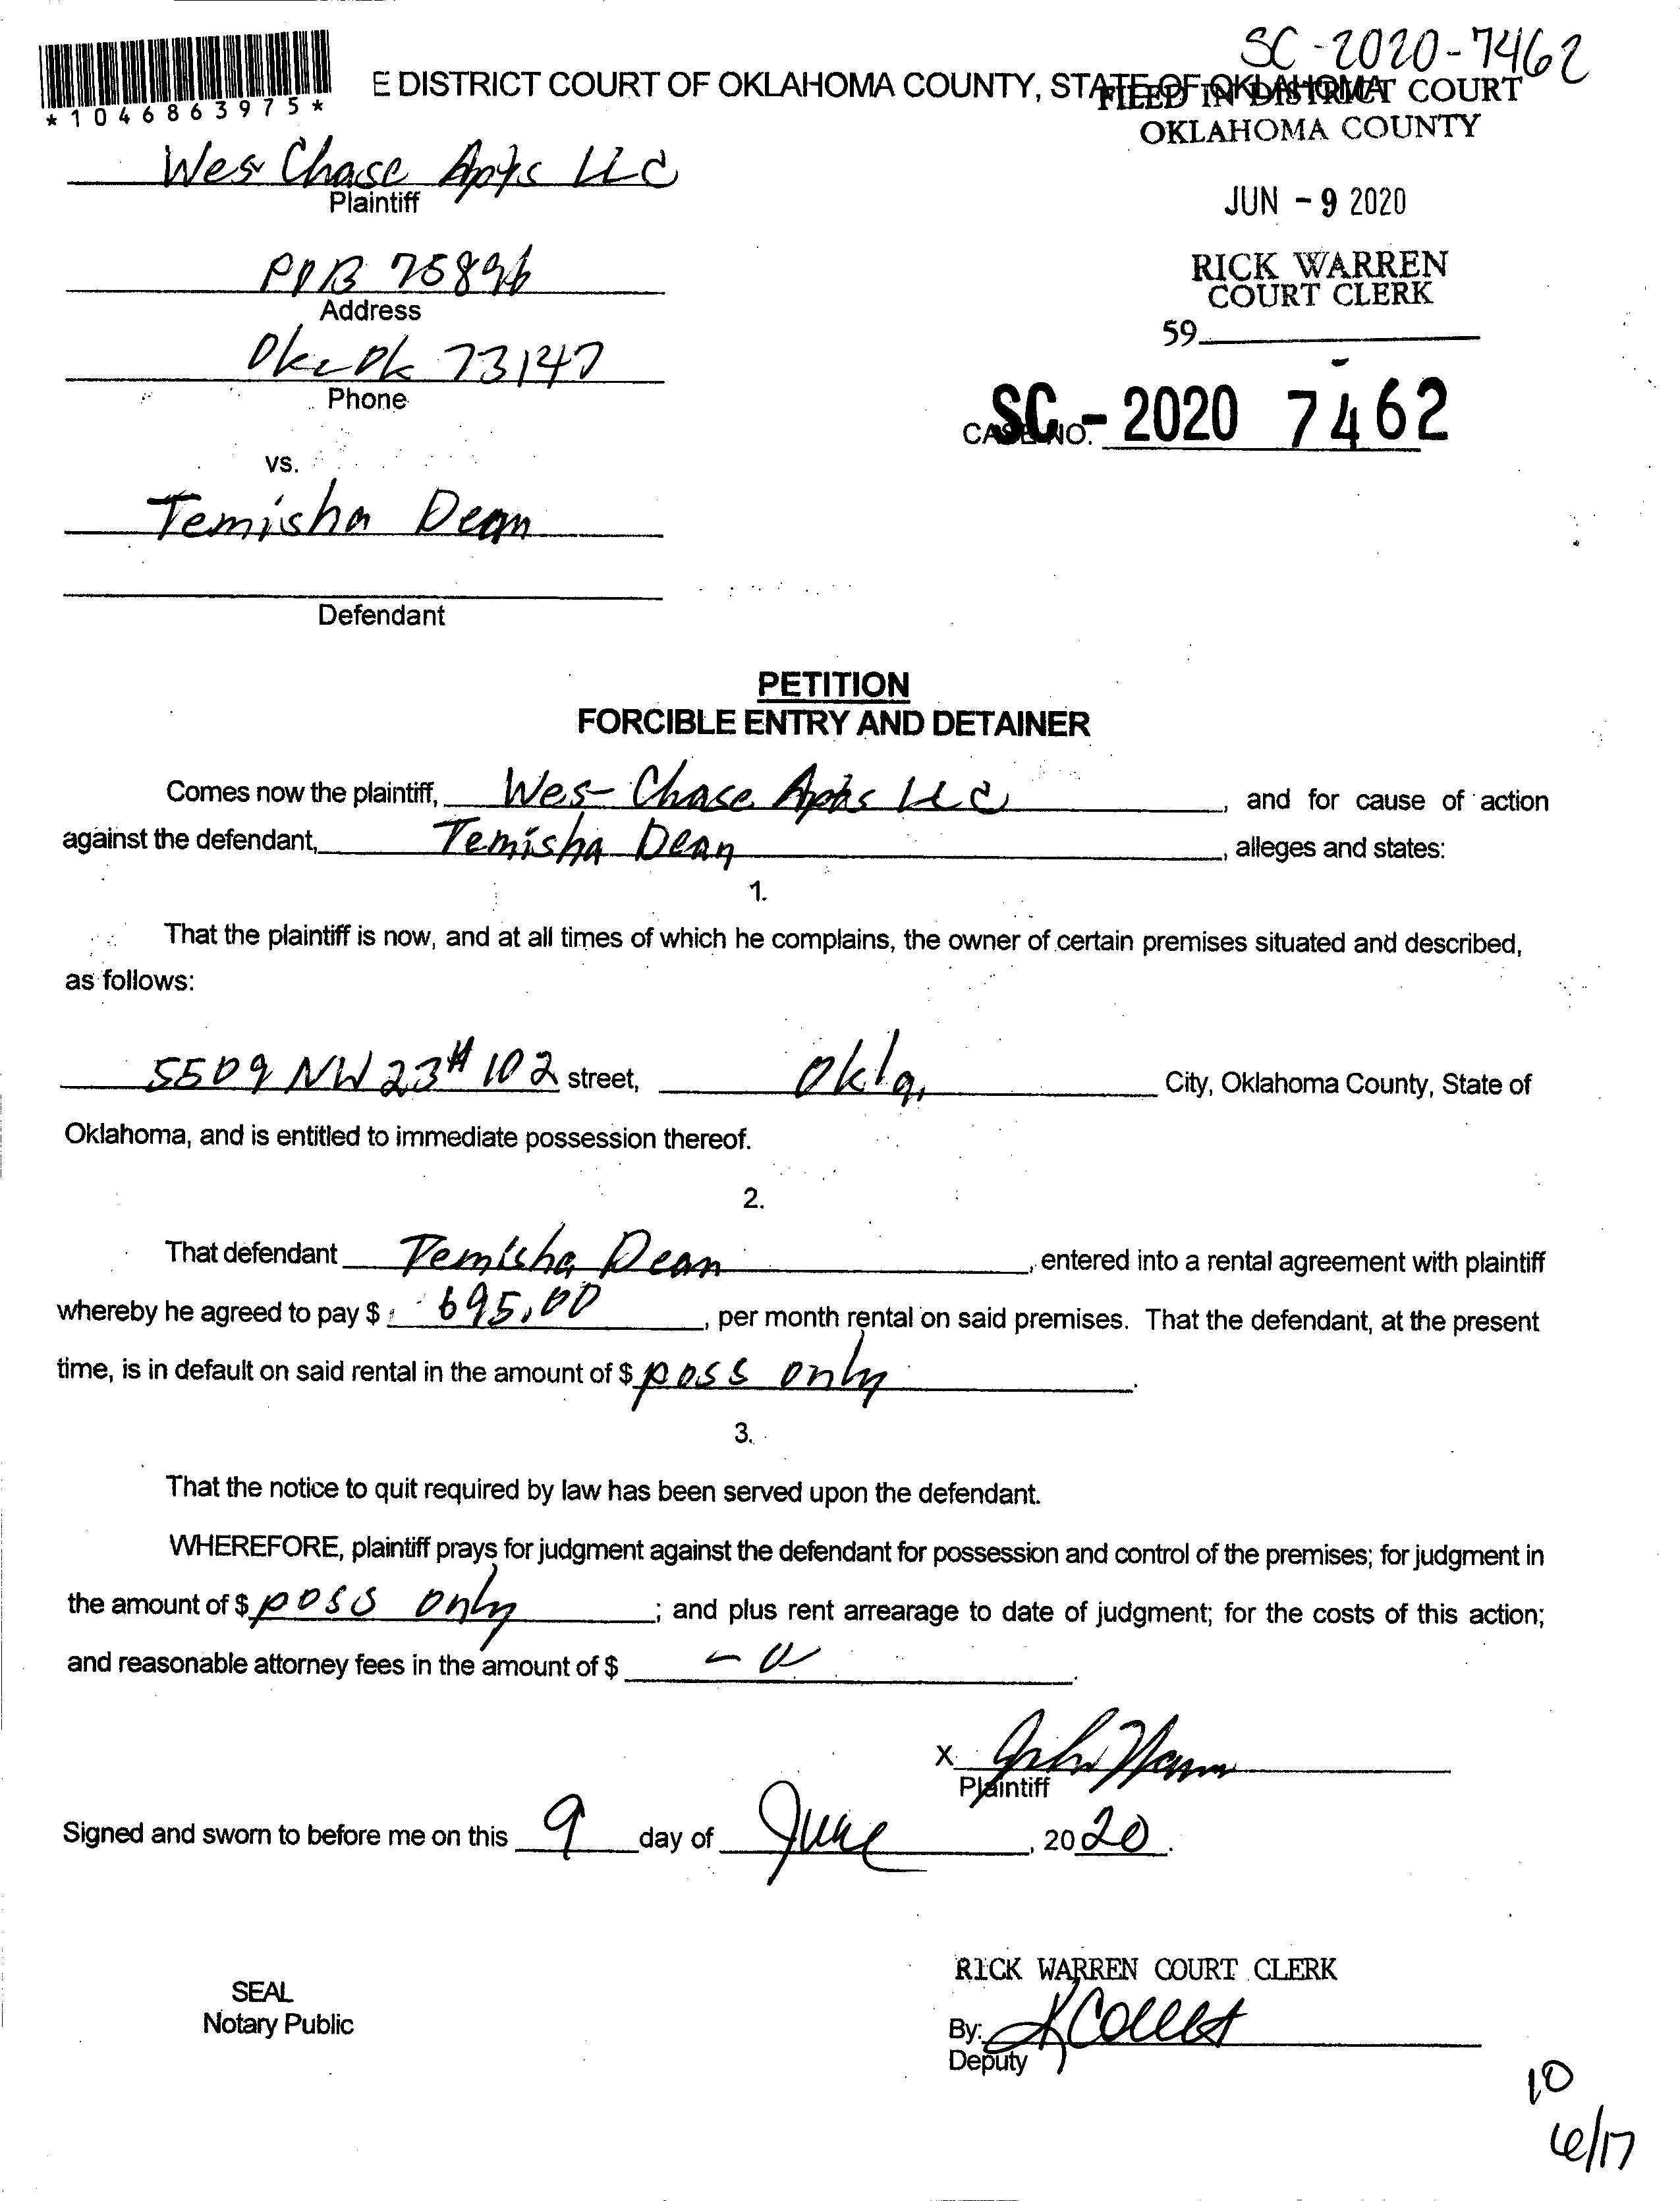 SC-2020-7462
*1046863975*
E DISTRICT COURT OF OKLAHOMA COUNTY, STATE OF OKLAHOMA
FILED IN DISTRICT COURT
OKLAHOMA COUNTY
Wes Chase Apts LLC
Plaintiff
JUN - 9 2020
POB 75896
Address
RICK WARREN
COURT CLERK
59
Okc Ok 73147
Phone
CASE NO. SC - 2020 7462
vs.
Temisha Dean
Defendant
PETITION
FORCIBLE ENTRY AND DETAINER
Comes now the plaintiff, Wes-Chase Apts LLC, and for cause of action
against the defendant, Temisha Dean, alleges and states:
1.
That the plaintiff is now, and at all times of which he complains, the owner of certain premises situated and described,
as follows:
5509 NW 23 # 102 street, Okla, City, Oklahoma County, State of
Oklahoma, and is entitled to immediate possession thereof.
2.
That defendant Temisha Dean, entered into a rental agreement with plaintiff
whereby he agreed to pay $ 695.00, per month rental on said premises. That the defendant, at the present
time, is in default on said rental in the amount of $ poss only.
3.
That the notice to quit required by law has been served upon the defendant.
WHEREFORE, plaintiff prays for judgment against the defendant for possession and control of the premises; for judgment in
the amount of $ poss only; and plus rent arrearage to date of judgment; for the costs of this action;
and reasonable attorney fees in the amount of $ - 0.
X John
Plaintiff
Signed and sworn to before me on this 9 day of June, 2020.
RICK WARREN COURT CLERK
SEAL
Notary Public
By:
Deputy
10
6/17